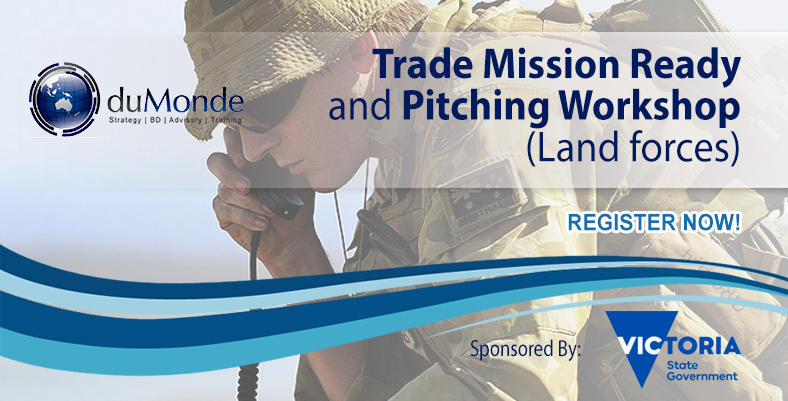 duMonde
Strategy | BD | Advisory | Training
Trade Mission Ready
and Pitching Workshop
(Land forces)
REGISTER NOW!
Sponsored By:
VICTORIA
State
Government